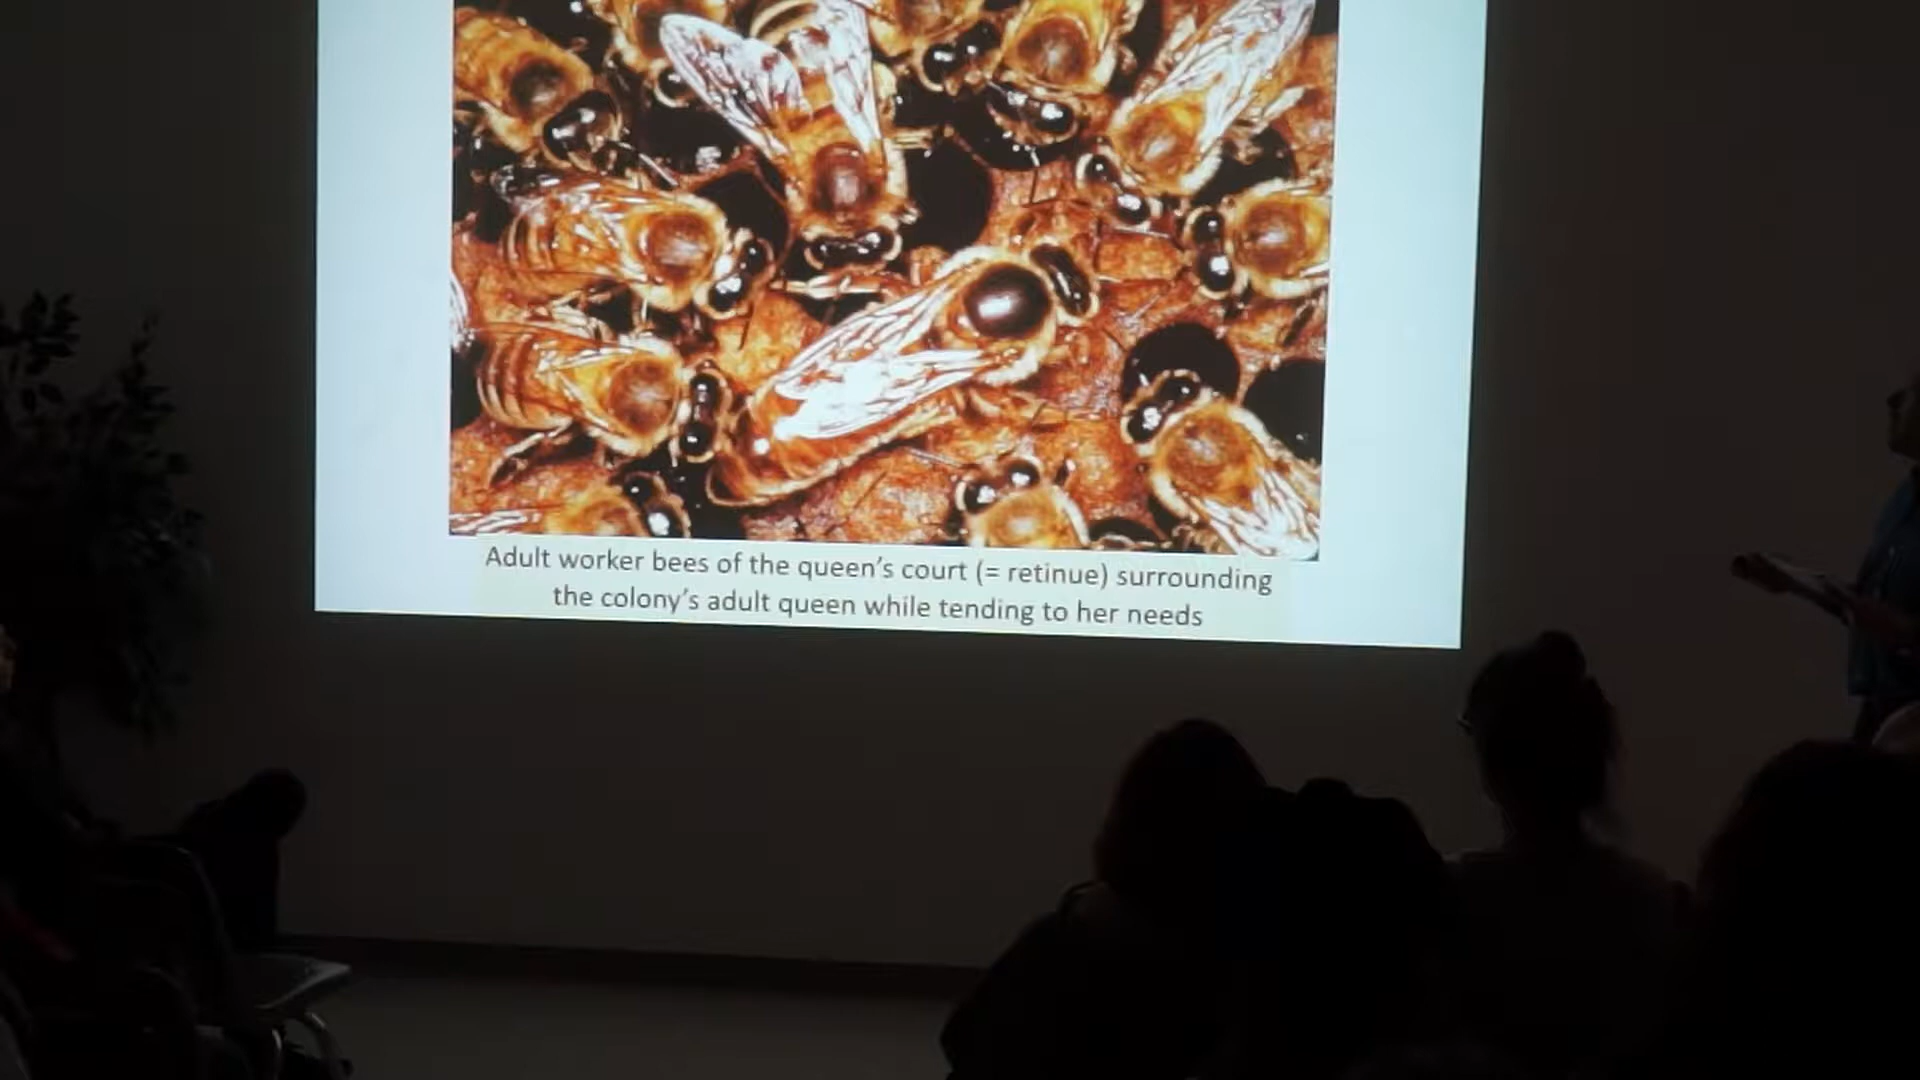 Adult worker bees of the queen’s court (= retinue) surrounding
the colony’s adult queen while tending to her needs